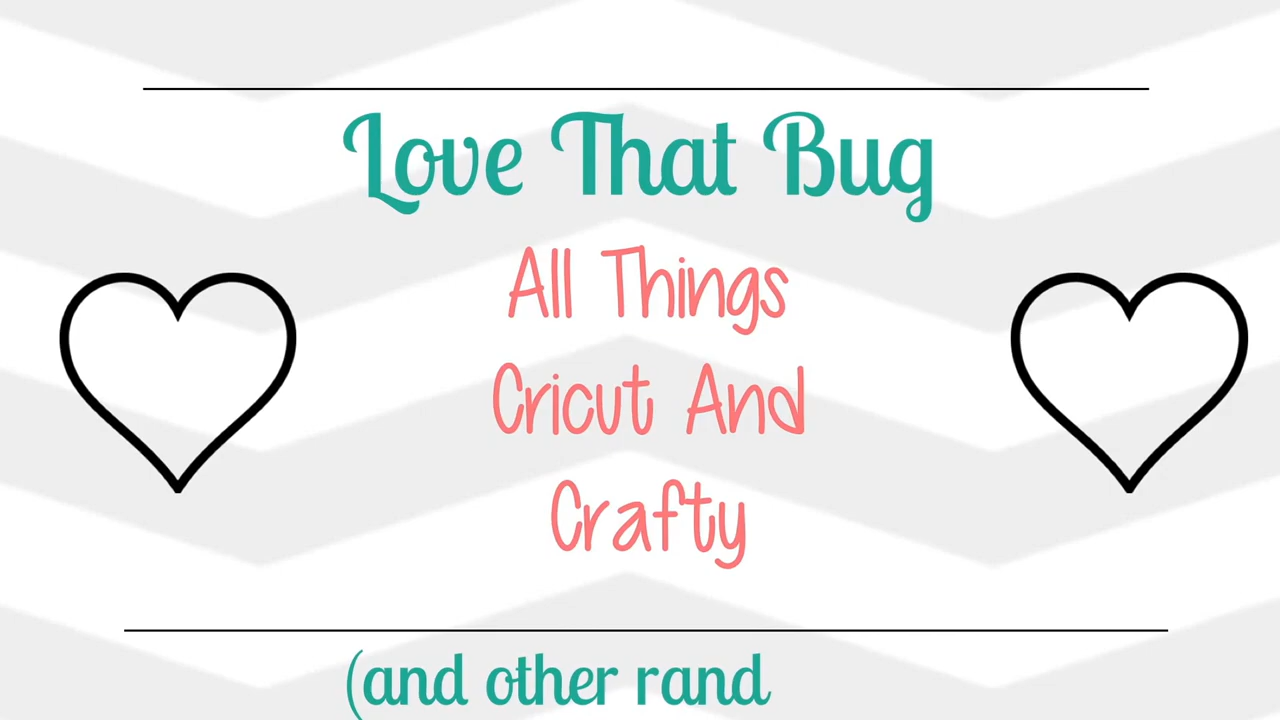 Love That Bug
All Things
Cricut And
Crafty
(and other rand